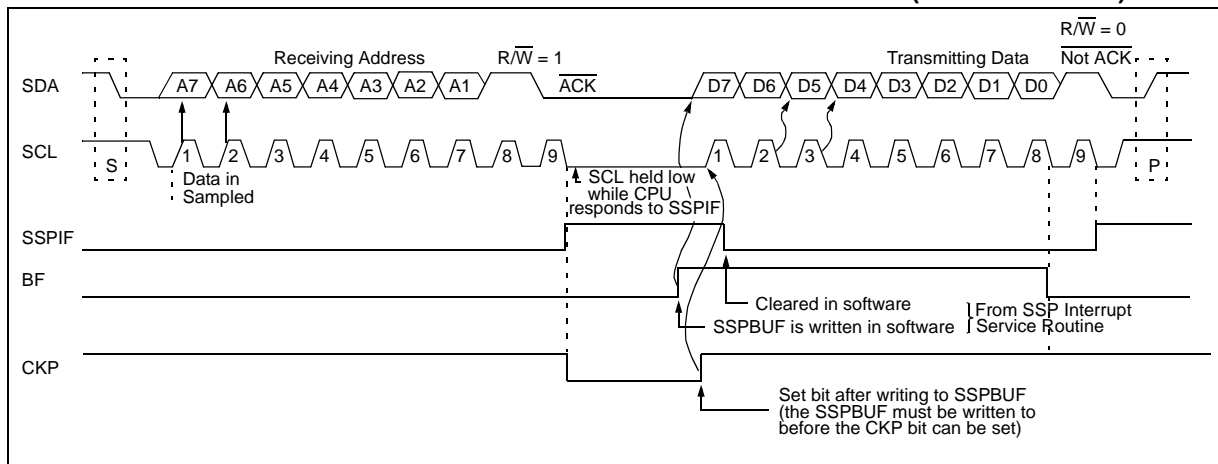 R/W = 0
Receiving Address R/W = 1 Transmitting Data Not ACK
SDA A7 A6 A5 A4 A3 A2 A1 ACK D7 D6 D5 D4 D3 D2 D1 D0
SCL S 1 2 3 4 5 6 7 8 9 1 2 3 4 5 6 7 8 9 P
Data in
Sampled
SCL held low
while CPU
responds to SSPIF
SSPIF
BF
Cleared in software
SSPBUF is written in software
From SSP Interrupt
Service Routine
CKP
Set bit after writing to SSPBUF
(the SSPBUF must be written to
before the CKP bit can be set)